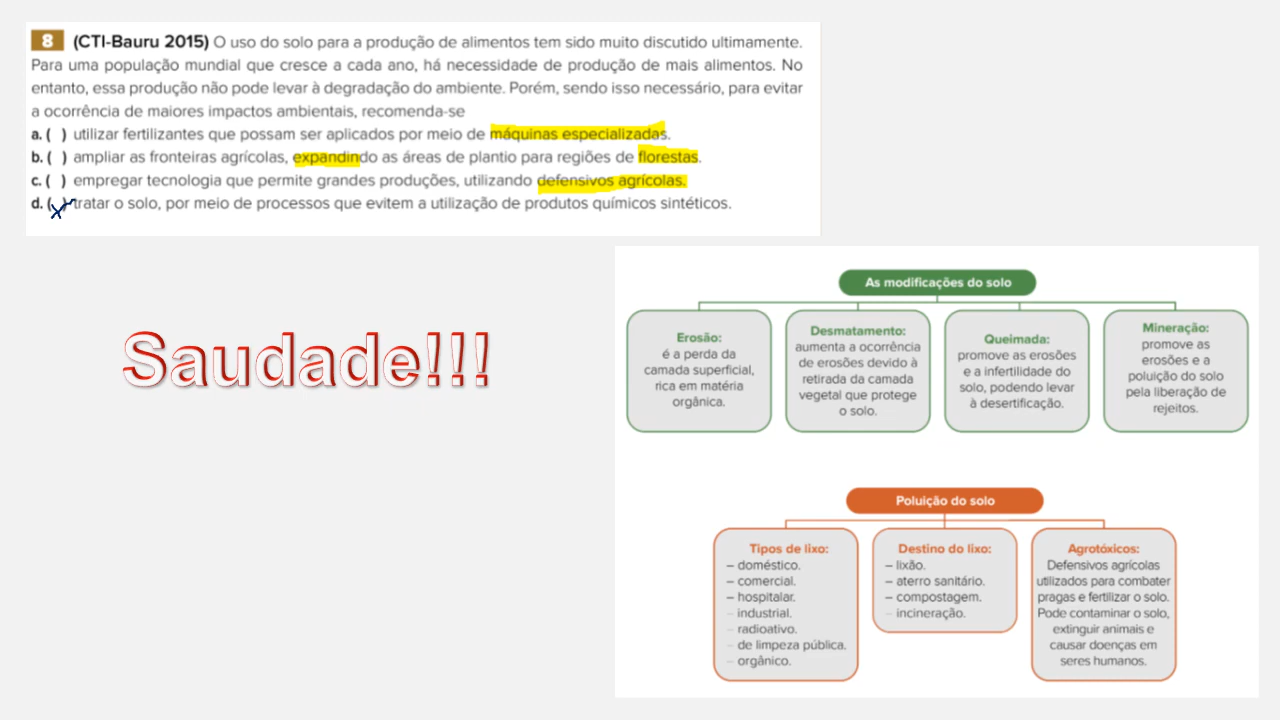 8 (CTI-Bauru 2015) O uso do solo para a produção de alimentos tem sido muito discutido ultimamente.
Para uma população mundial que cresce a cada ano, há necessidade de produção de mais alimentos. No
entanto, essa produção não pode levar à degradação do ambiente. Porém, sendo isso necessário, para evitar
a ocorrência de maiores impactos ambientais, recomenda-se
a. ( ) utilizar fertilizantes que possam ser aplicados por meio de máquinas especializadas.
b. ( ) ampliar as fronteiras agrícolas, expandindo as áreas de plantio para regiões de florestas.
c. ( ) empregar tecnologia que permite grandes produções, utilizando defensivos agrícolas.
d. (x) tratar o solo, por meio de processos que evitem a utilização de produtos químicos sintéticos.
Saudade!!!
As modificações do solo
Erosão:
é a perda da
camada superficial,
rica em matéria
orgânica.
Desmatamento:
aumenta a ocorrência
de erosões devido à
retirada da camada
vegetal que protege
o solo.
Queimada:
promove as erosões
e a infertilidade do
solo, podendo levar
à desertificação.
Mineração:
promove as
erosões e a
poluição do solo
pela liberação de
rejeitos.
Poluição do solo
Tipos de lixo:
– doméstico.
– comercial.
– hospitalar.
– industrial.
– radioativo.
– de limpeza pública.
– orgânico.
Destino do lixo:
– lixão.
– aterro sanitário.
– compostagem.
– incineração.
Agrotóxicos:
Defensivos agrícolas
utilizados para combater
pragas e fertilizar o solo.
Pode contaminar o solo,
extinguir animais e
causar doenças em
seres humanos.